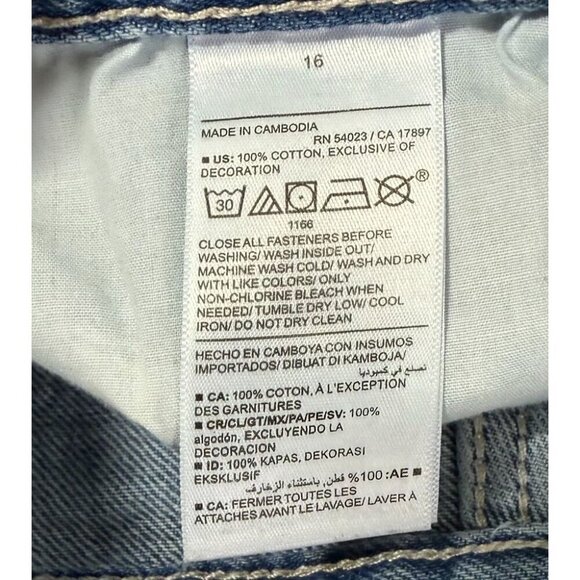 16
MADE IN CAMBODIA
RN 54023 / CA 17897
■ US: 100% COTTON, EXCLUSIVE OF
DECORATION
30
®
1166
CLOSE ALL FASTENERS BEFORE
WASHING/ WASH INSIDE OUT/
MACHINE WASH COLD/ WASH AND DRY
WITH LIKE COLORS/ ONLY
NON-CHLORINE BLEACH WHEN
NEEDED/ TUMBLE DRY LOW/ COOL
IRON/ DO NOT DRY CLEAN
HECHO EN CAMBOYA CON INSUMOS
IMPORTADOS/ DIBUAT DI KAMBOJA/
تصنع في كمبوديا
■ CA: 100% COTON, À L'EXCEPTION
DES GARNITURES
■ CR/CL/GT/MX/PA/PE/SV: 100%
algodón, EXCLUYENDO LA
DECORACION
■ ID: 100% KAPAS, DEKORASI
EKSKLUSIF
■ AE: 100% قطن, باستثناء الزخارف
■ CA: FERMER TOUTES LES
ATTACHES AVANT LE LAVAGE/ LAVER À